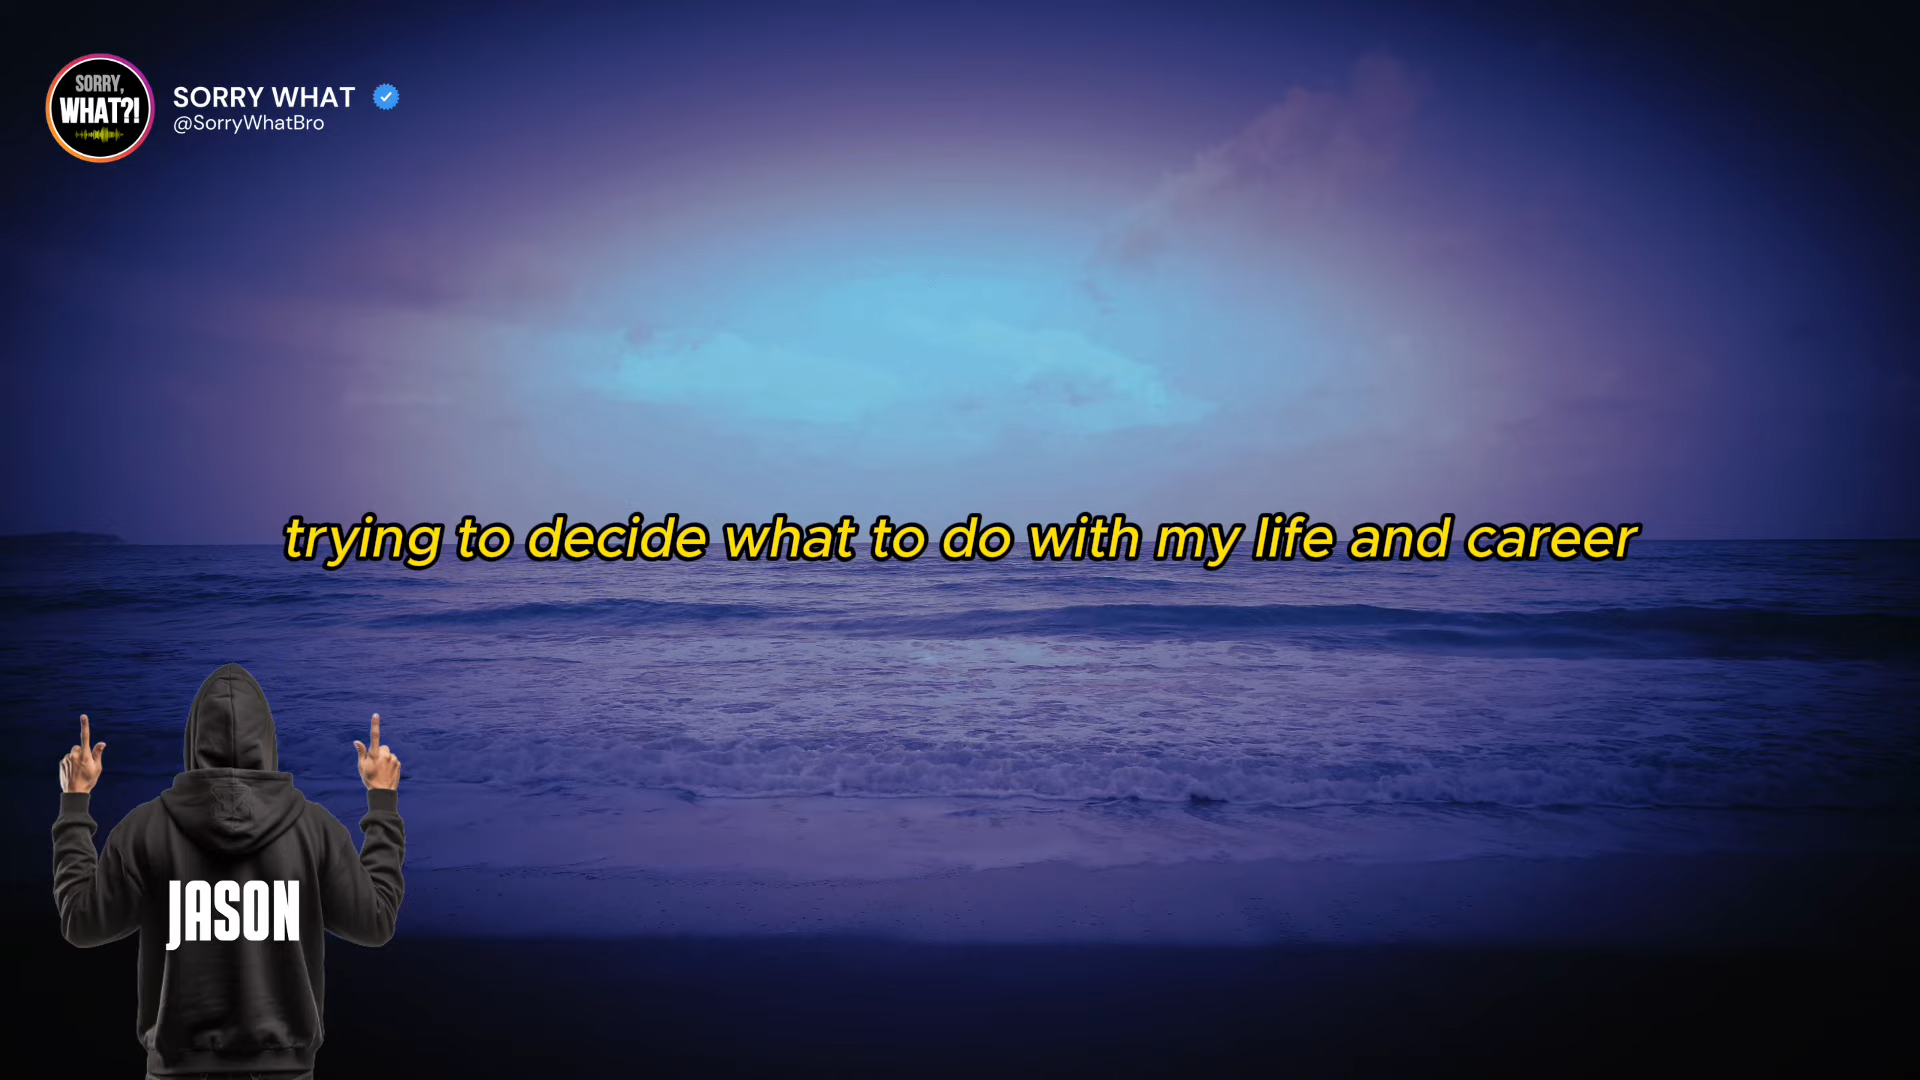 SORRY,
WHAT?!
SORRY WHAT
@SorryWhatBro
trying to decide what to do with my life and career
JASON